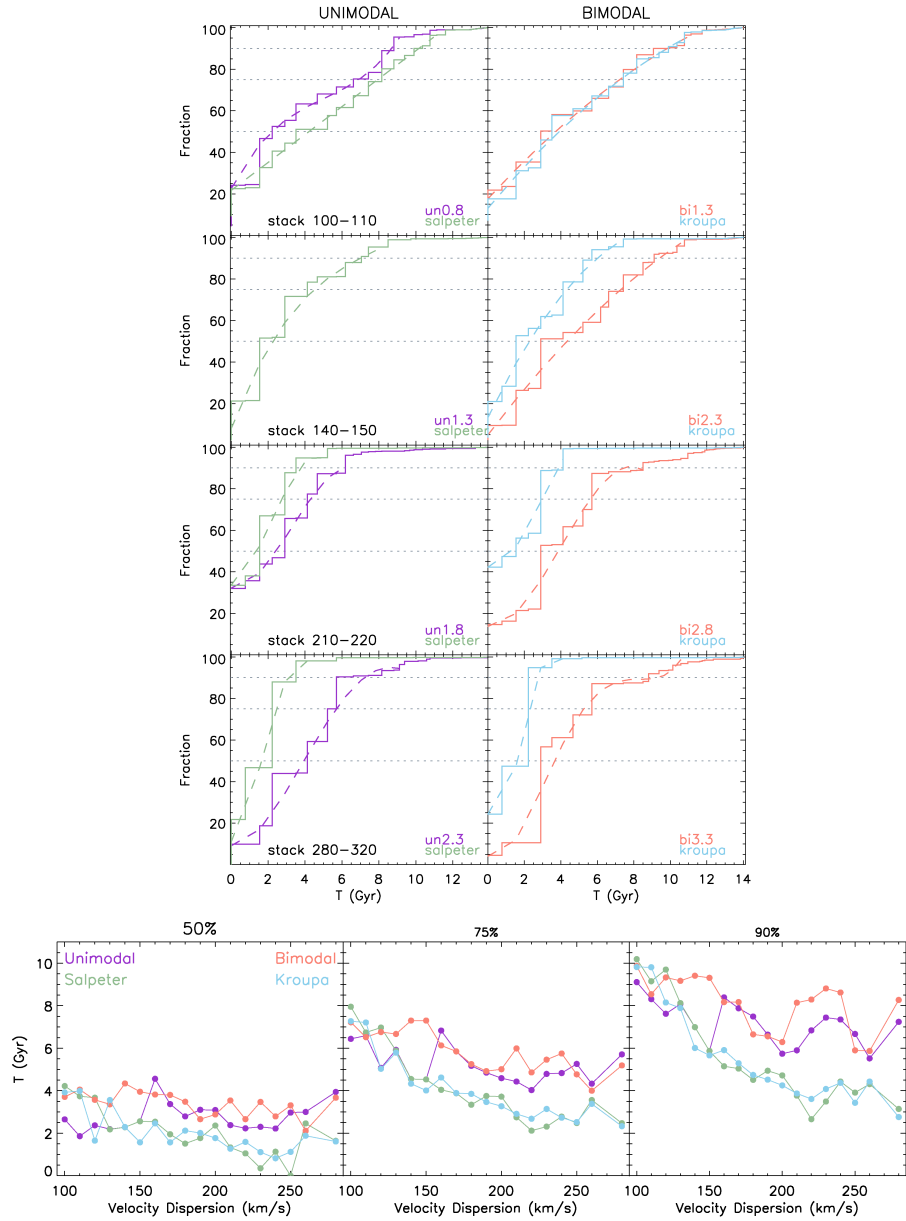 UNIMODAL
BIMODAL
100
80
60
40
20
Fraction
stack 100−110
un0.8
salpeter
bi1.3
kroupa
100
80
60
40
20
Fraction
stack 140−150
un1.3
salpeter
bi2.3
kroupa
100
80
60
40
20
Fraction
stack 210−220
un1.8
salpeter
bi2.8
kroupa
100
80
60
40
20
Fraction
stack 280−320
un2.3
salpeter
bi3.3
kroupa
0 2 4 6 8 10 12 0 2 4 6 8 10 12 14
T (Gyr)
T (Gyr)
50%
75%
90%
Unimodal
Bimodal
Salpeter
Kroupa
10
8
6
4
2
0
T (Gyr)
100 150 200 250 100 150 200 250 100 150 200 250
Velocity Dispersion (km/s)
Velocity Dispersion (km/s)
Velocity Dispersion (km/s)